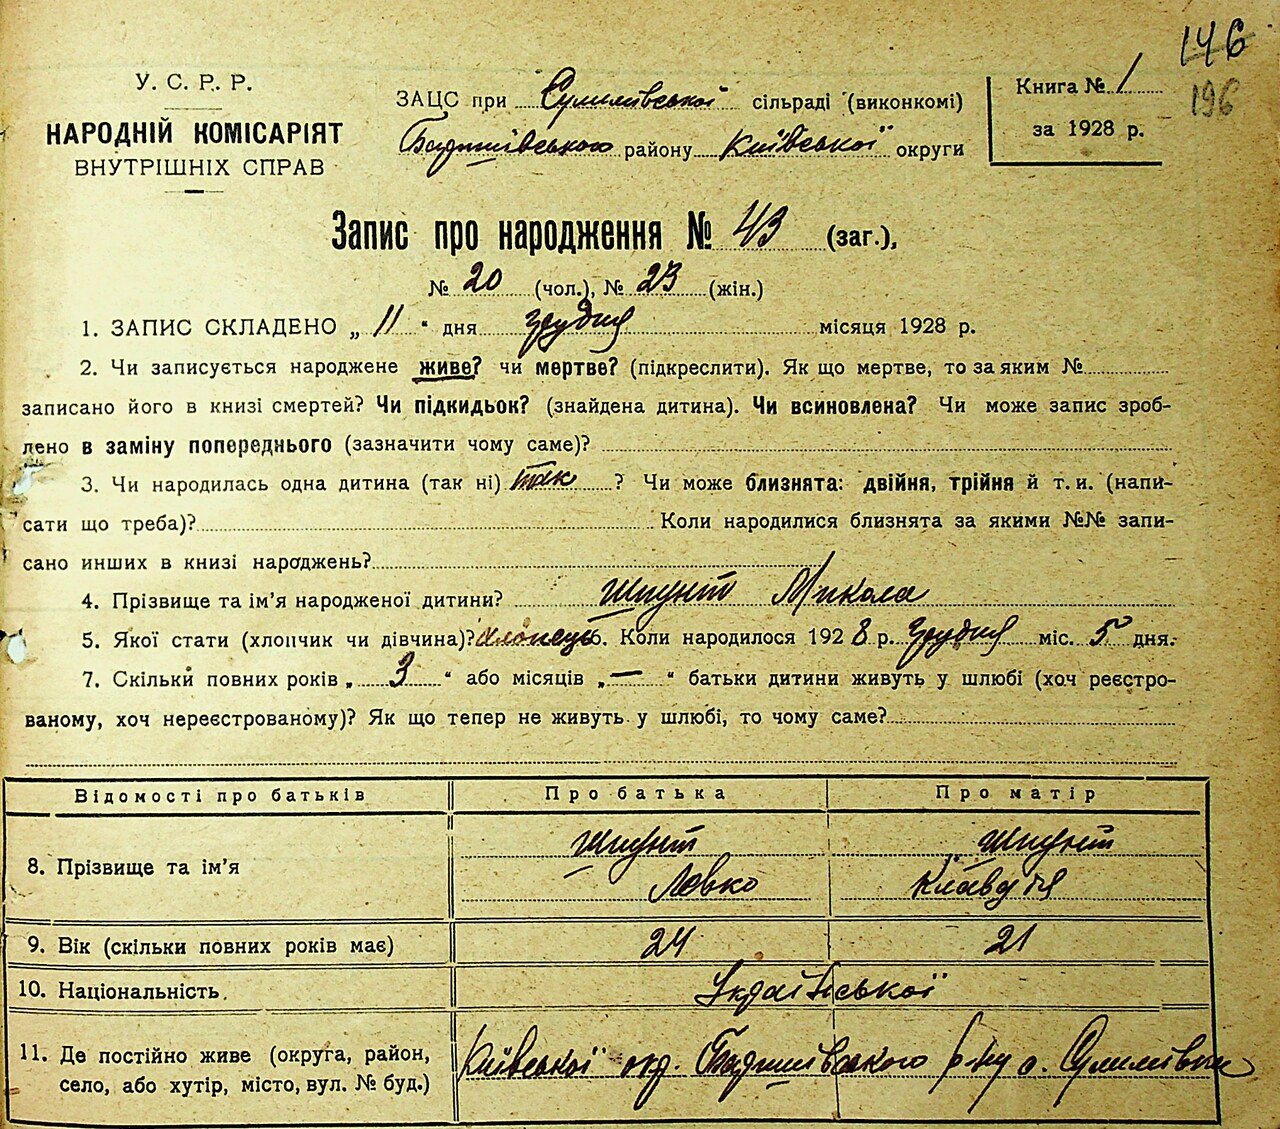 146
196
У. С. Р. Р.
НАРОДНІЙ КОМІСАРІЯТ
ВНУТРІШНІХ СПРАВ
ЗАЦС при Сулимівської сільраді (виконкомі)
району Київської округи
Книга № 1
за 1928 р.
Запис про народження № 43 (заг.),
№ 20 (чол.), № 23 (жін.)
1. ЗАПИС СКЛАДЕНО „ 11 “ дня грудня місяця 1928 р.
2. Чи записується народжене живе? чи мертве? (підкреслити). Як що мертве, то за яким №
записано його в книзі смертей? Чи підкидьок? (знайдена дитина). Чи всиновлена? Чи може запис зроб-
лено в заміну попереднього (зазначити чому саме)?
3. Чи народилась одна дитина (так ні) так ? Чи може близнята: двійня, трійня й т. и. (напи-
сати що треба)? Коли народилися близнята за якими №№ запи-
сано инших в книзі народжень?
4. Прізвище та ім’я народженої дитини? Шпунт Микола
5. Якої стати (хлопчик чи дівчина)? хлопець 6. Коли народилося 1928 р. грудня міс. 5 дня.
7. Скільки повних років „ 3 “ або місяців „ — “ батьки дитини живуть у шлюбі (хоч реєстро-
ваному, хоч нереєстрованому)? Як що тепер не живуть у шлюбі, то чому саме?
Відомості про батьків Про батька Про матір
8. Прізвище та ім’я Шпунт Левко Шпунт Клавдія
9. Вік (скільки повних років має) 24 21
10. Національність Української
11. Де постійно живе (округа, район,
село, або хутір, місто, вул. № буд.)
Київської окр. р-ну с. Сулимівки